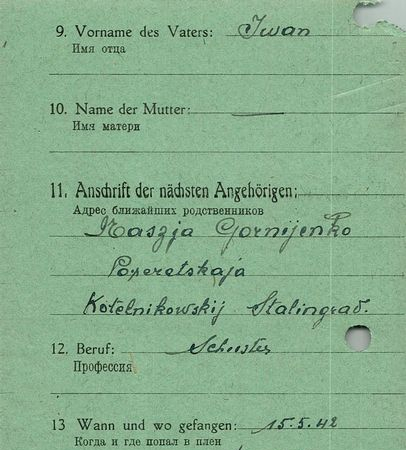 9. Vorname des Vaters: Iwan
Имя отца
10. Name der Mutter: —
Имя матери
11. Anschrift der nächsten Angehörigen:
Адрес ближайших родственников
Naszja Gornijenko
Kotelnikowskij Stalingrad.
12. Beruf: Schuster
Профессия
13 Wann und wo gefangen: 15.5.42
Когда и где попал в плен